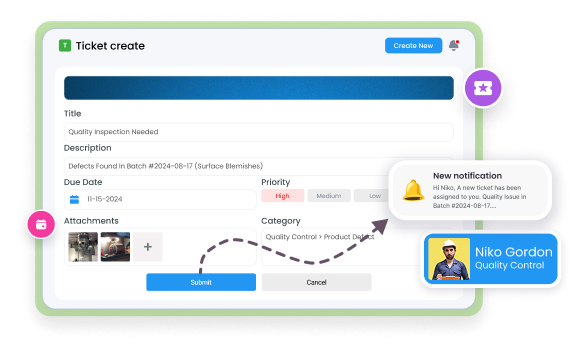 T Ticket create
Create New
Title
Quality Inspection Needed
Description
Defects Found In Batch #2024-08-17 (Surface Blemishes)
Due Date
11-15-2024
Priority
High Medium Low
Attachments
+
Category
Quality Control > Product Defect
Submit
Cancel
New notification
Hi Niko, A new ticket has been
assigned to you. Quality Issue in
Batch #2024-08-17....
Niko Gordon
Quality Control